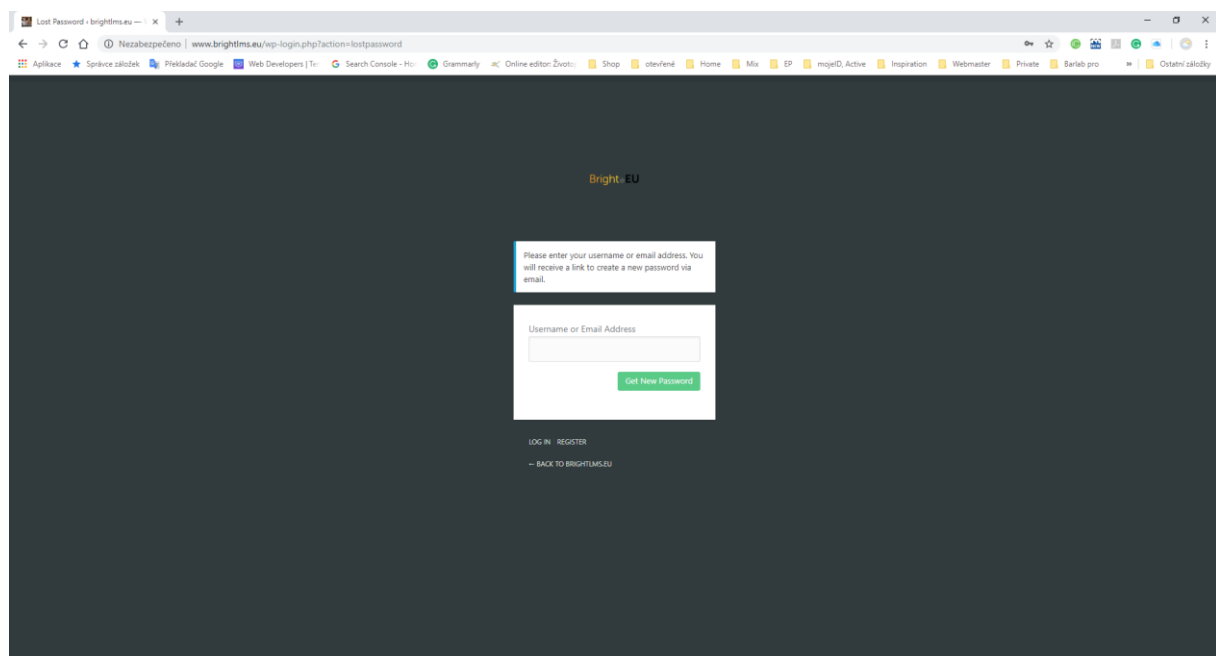 Lost Password ‹ brightlms.eu —
Nezabezpečeno | www.brightlms.eu/wp-login.php?action=lostpassword
Aplikace Správce záložek Překladač Google Web Developers | Ter Search Console - Ho Grammarly Online editor: Života Shop otevřené Home Mix EP mojeID, Active Inspiration Webmaster Private Barlab pro » Ostatní záložky
Bright EU
Please enter your username or email address. You
will receive a link to create a new password via
email.
Username or Email Address
Get New Password
LOG IN REGISTER
← BACK TO BRIGHTLMS.EU